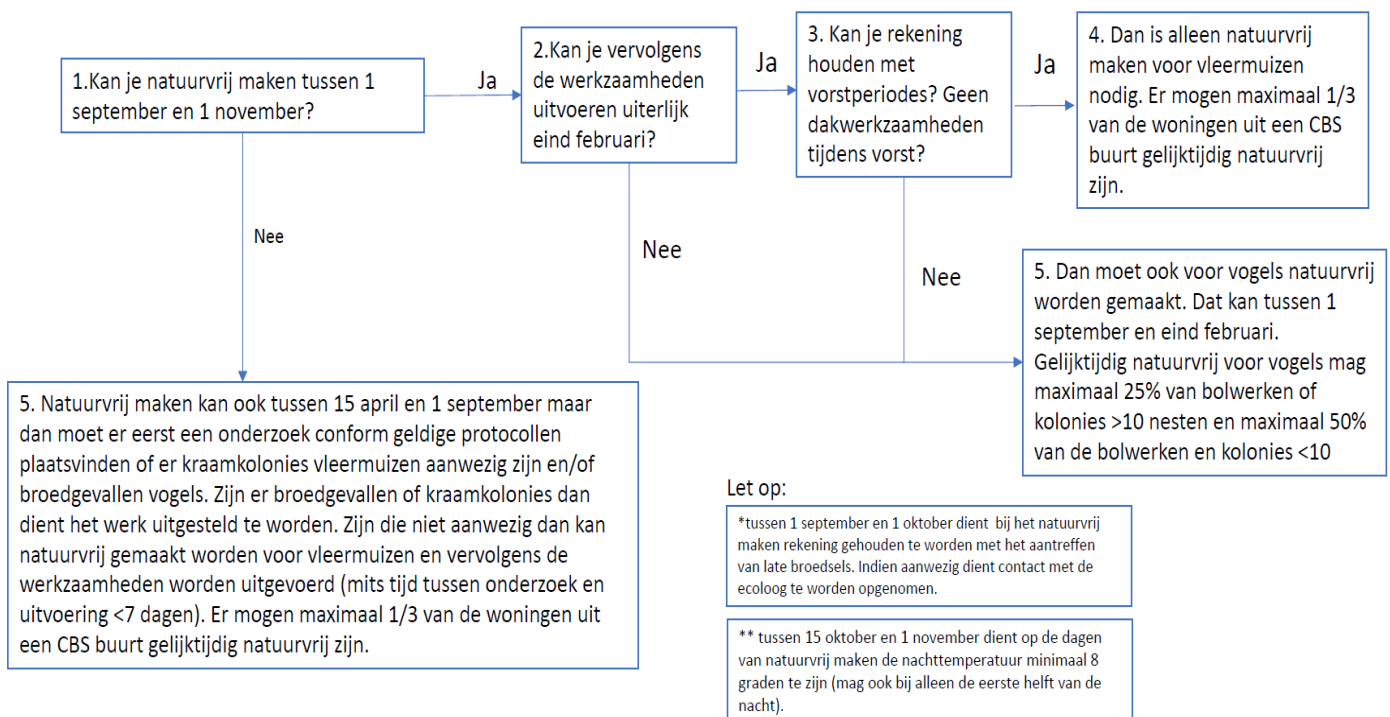 1.Kan je natuurvrij maken tussen 1
september en 1 november?
Ja
2.Kan je vervolgens
de werkzaamheden
uitvoeren uiterlijk
eind februari?
Ja
3. Kan je rekening
houden met
vorstperiodes? Geen
dakwerkzaamheden
tijdens vorst?
Ja
4. Dan is alleen natuurvrij
maken voor vleermuizen
nodig. Er mogen maximaal 1/3
van de woningen uit een CBS
buurt gelijktijdig natuurvrij
zijn.
Nee
Nee
Nee
5. Dan moet ook voor vogels natuurvrij
worden gemaakt. Dat kan tussen 1
september en eind februari.
Gelijktijdig natuurvrij voor vogels mag
maximaal 25% van bolwerken of
kolonies >10 nesten en maximaal 50%
van de bolwerken en kolonies <10
5. Natuurvrij maken kan ook tussen 15 april en 1 september maar
dan moet er eerst een onderzoek conform geldige protocollen
plaatsvinden of er kraamkolonies vleermuizen aanwezig zijn en/of
broedgevallen vogels. Zijn er broedgevallen of kraamkolonies dan
dient het werk uitgesteld te worden. Zijn die niet aanwezig dan kan
natuurvrij gemaakt worden voor vleermuizen en vervolgens de
werkzaamheden worden uitgevoerd (mits tijd tussen onderzoek en
uitvoering <7 dagen). Er mogen maximaal 1/3 van de woningen uit
een CBS buurt gelijktijdig natuurvrij zijn.
Let op:
*tussen 1 september en 1 oktober dient bij het natuurvrij
maken rekening gehouden te worden met het aantreffen
van late broedsels. Indien aanwezig dient contact met de
ecoloog te worden opgenomen.
** tussen 15 oktober en 1 november dient op de dagen
van natuurvrij maken de nachttemperatuur minimaal 8
graden te zijn (mag ook bij alleen de eerste helft van de
nacht).